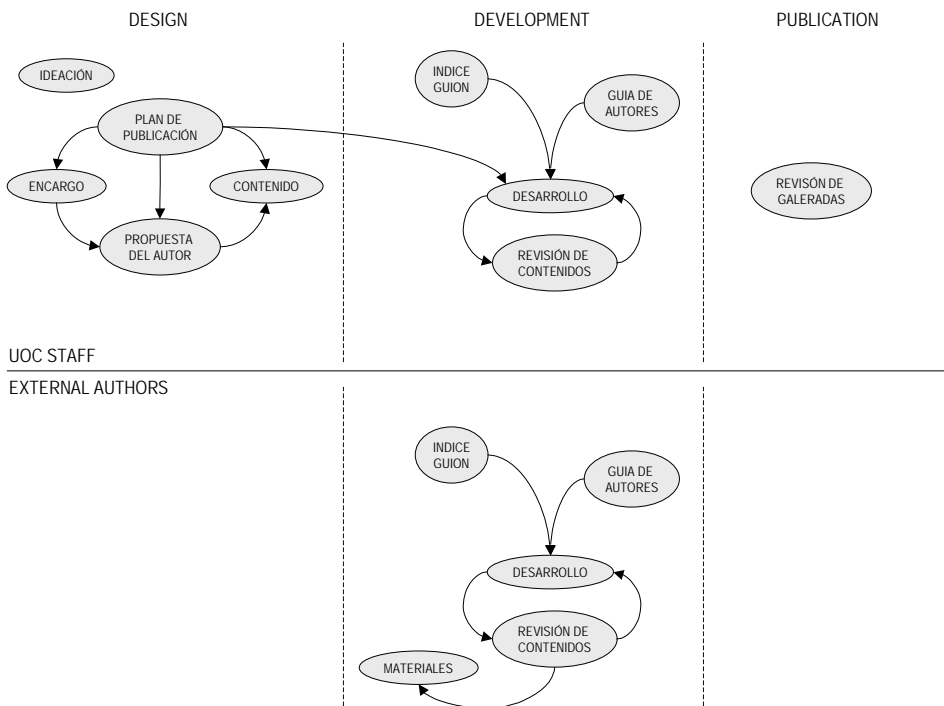 DESIGN
DEVELOPMENT
PUBLICATION
IDEACIÓN
PLAN DE
PUBLICACIÓN
ENCARGO
CONTENIDO
PROPUESTA
DEL AUTOR
INDICE
GUION
GUIA DE
AUTORES
DESARROLLO
REVISIÓN DE
CONTENIDOS
REVISÓN DE
GALERADAS
UOC STAFF
EXTERNAL AUTHORS
INDICE
GUION
GUIA DE
AUTORES
DESARROLLO
REVISIÓN DE
CONTENIDOS
MATERIALES